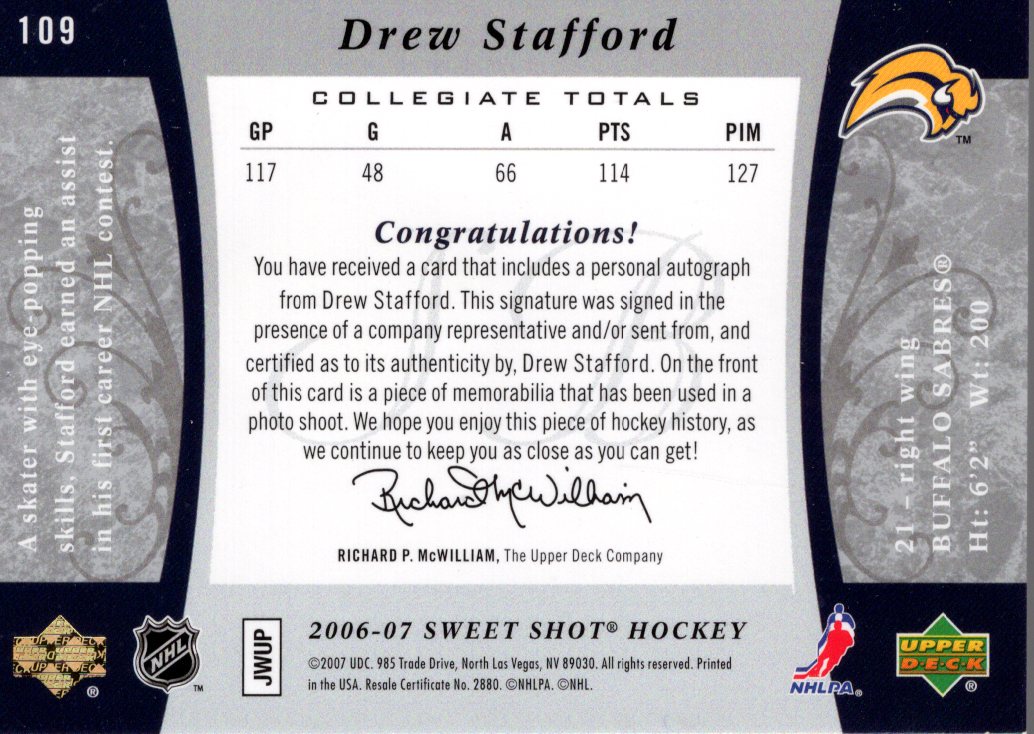 109
Drew Stafford
COLLEGIATE TOTALS
GP G A PTS PIM
117 48 66 114 127
Congratulations!
You have received a card that includes a personal autograph
from Drew Stafford. This signature was signed in the
presence of a company representative and/or sent from, and
certified as to its authenticity by, Drew Stafford. On the front
of this card is a piece of memorabilia that has been used in a
photo shoot. We hope you enjoy this piece of hockey history, as
we continue to keep you as close as you can get!
Richard McWilliam
RICHARD P. McWILLIAM, The Upper Deck Company
A skater with eye-popping
skills, Stafford earned an assist
in his first career NHL contest.
TM
21 – right wing
BUFFALO SABRES®
Ht: 6'2" Wt: 200
UPPER DECK
®
NHL
TM
JWUP
2006-07 SWEET SHOT® HOCKEY
©2007 UDC. 985 Trade Drive, North Las Vegas, NV 89030. All rights reserved. Printed
in the USA. Resale Certificate No. 2880. ©NHLPA. ©NHL.
NHLPA®
UPPER
DECK
®